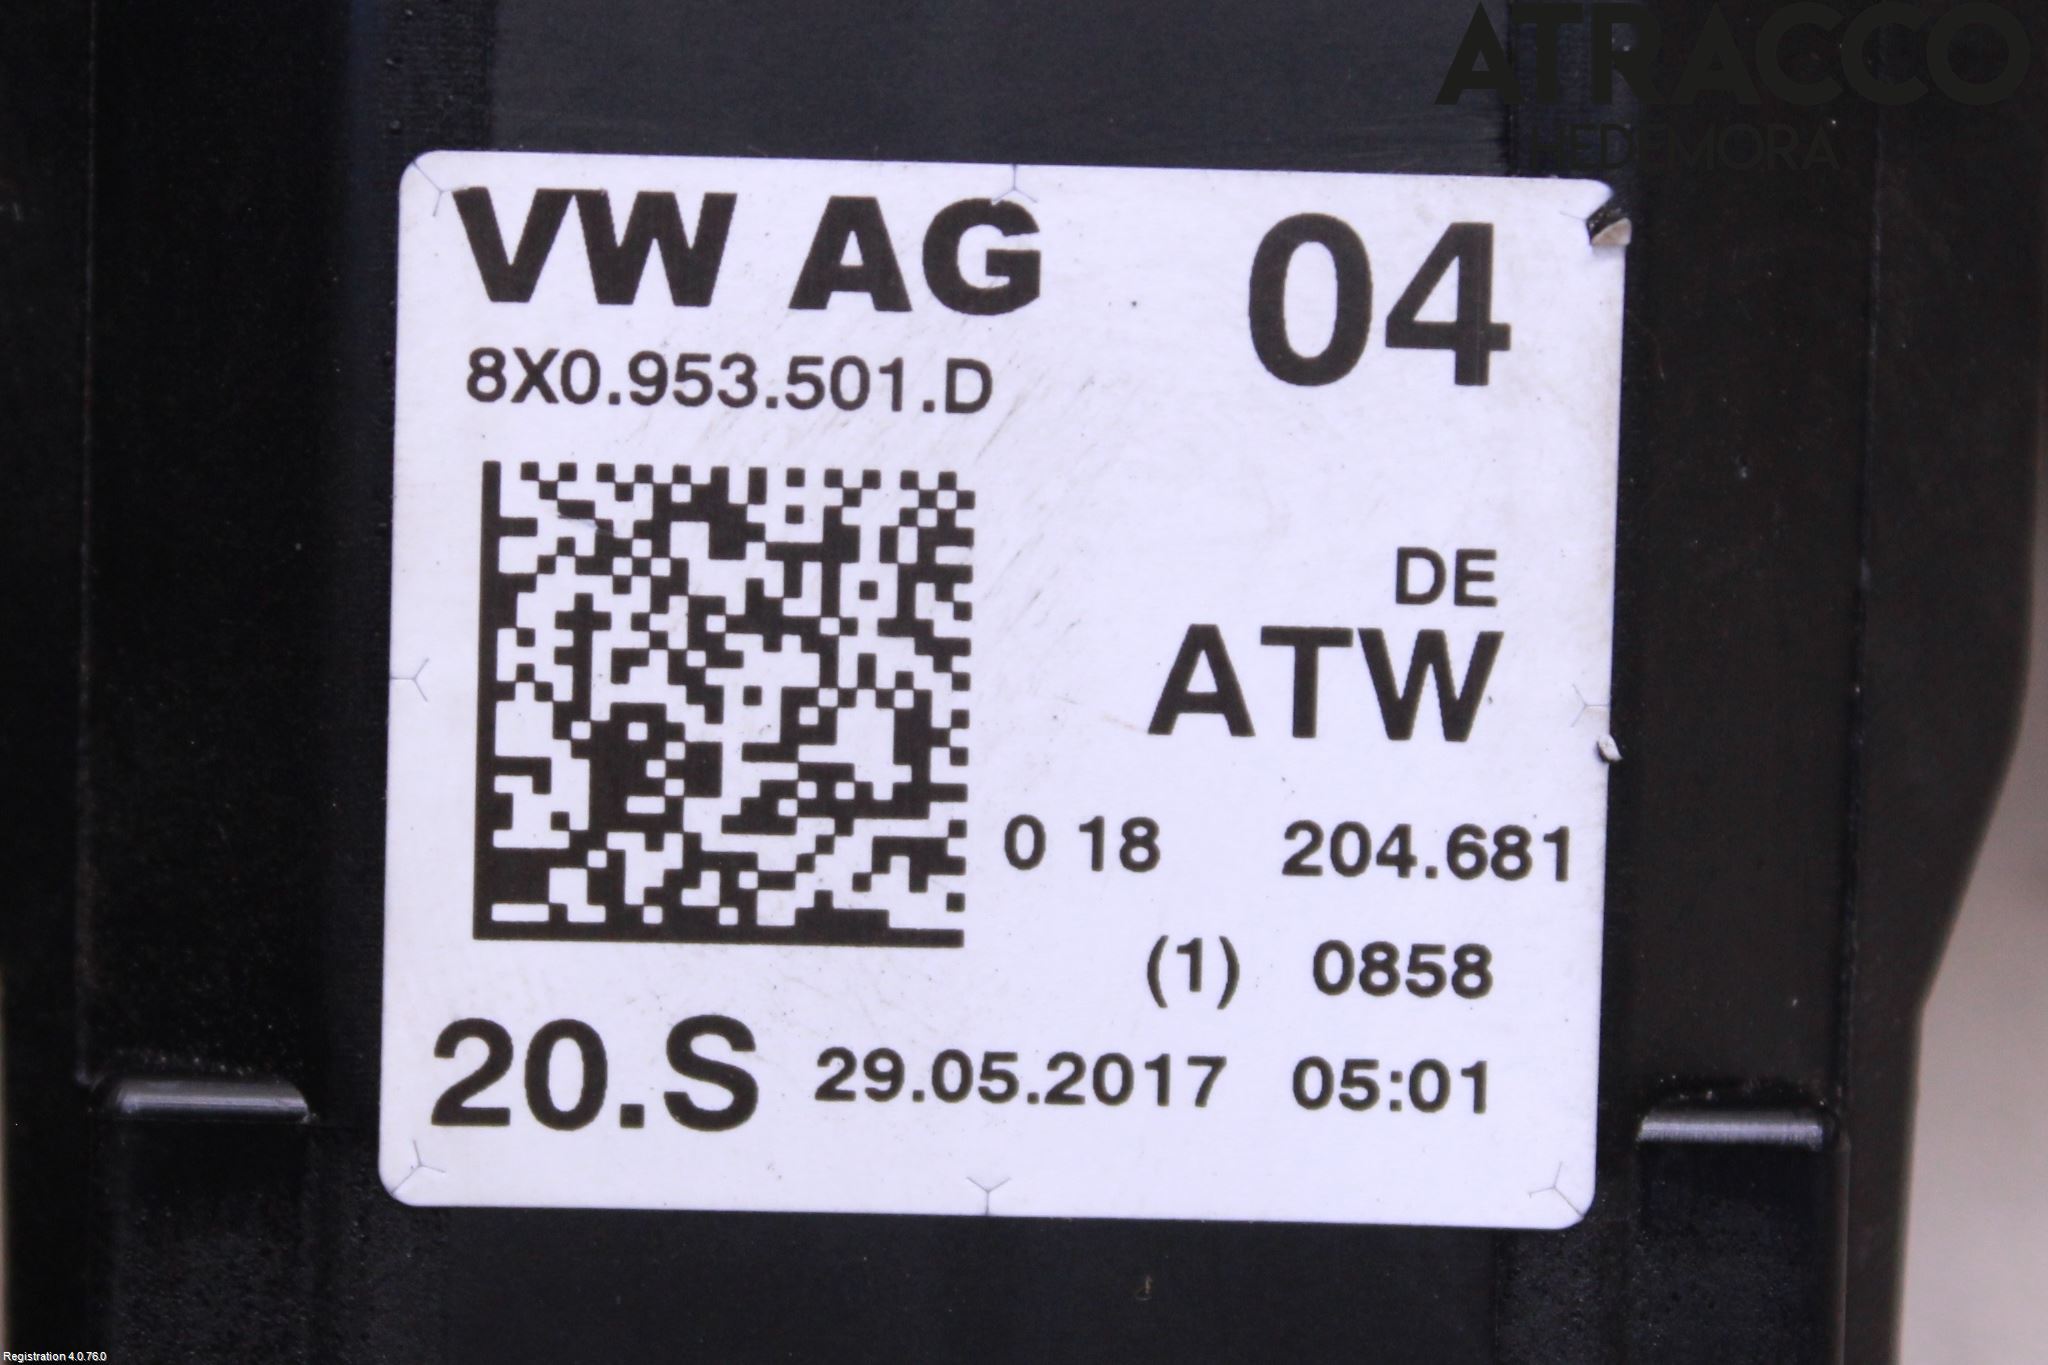 ATRACCO
HEDEMORA
VW AG
04
8X0.953.501.D
DE
ATW
0 18 204.681
(1) 0858
20.S 29.05.2017 05:01
Registration 4.0.76.0